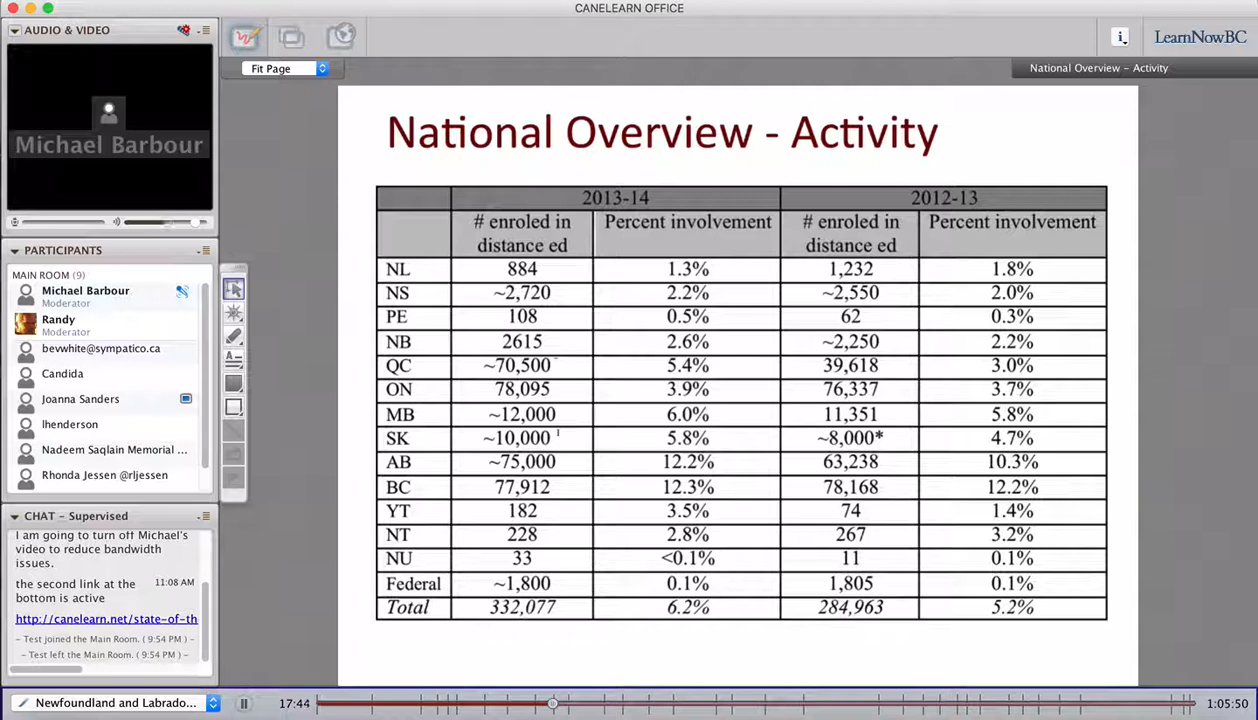 CANELEARN OFFICE
AUDIO & VIDEO
Michael Barbour
PARTICIPANTS
MAIN ROOM (9)
Michael Barbour
Moderator
Randy
Moderator
bevwhite@sympatico.ca
Candida
Joanna Sanders
lhenderson
Nadeem Saqlain Memorial ...
Rhonda Jessen @rljessen
CHAT - Supervised
I am going to turn off Michael's
video to reduce bandwidth
issues.
the second link at the 11:08 AM
bottom is active
http://canelearn.net/state-of-th
- Test joined the Main Room. ( 9:54 PM ) -
- Test left the Main Room. ( 9:54 PM ) -
Fit Page
i
LearnNowBC
National Overview - Activity
National Overview - Activity
2013-14 2012-13
# enroled in distance ed Percent involvement # enroled in distance ed Percent involvement
NL 884 1.3% 1,232 1.8%
NS ~2,720 2.2% ~2,550 2.0%
PE 108 0.5% 62 0.3%
NB 2615 2.6% ~2,250 2.2%
QC ~70,500 5.4% 39,618 3.0%
ON 78,095 3.9% 76,337 3.7%
MB ~12,000 6.0% 11,351 5.8%
SK ~10,000 5.8% ~8,000* 4.7%
AB ~75,000 12.2% 63,238 10.3%
BC 77,912 12.3% 78,168 12.2%
YT 182 3.5% 74 1.4%
NT 228 2.8% 267 3.2%
NU 33 <0.1% 11 0.1%
Federal ~1,800 0.1% 1,805 0.1%
Total 332,077 6.2% 284,963 5.2%
Newfoundland and Labrado... 17:44 1:05:50